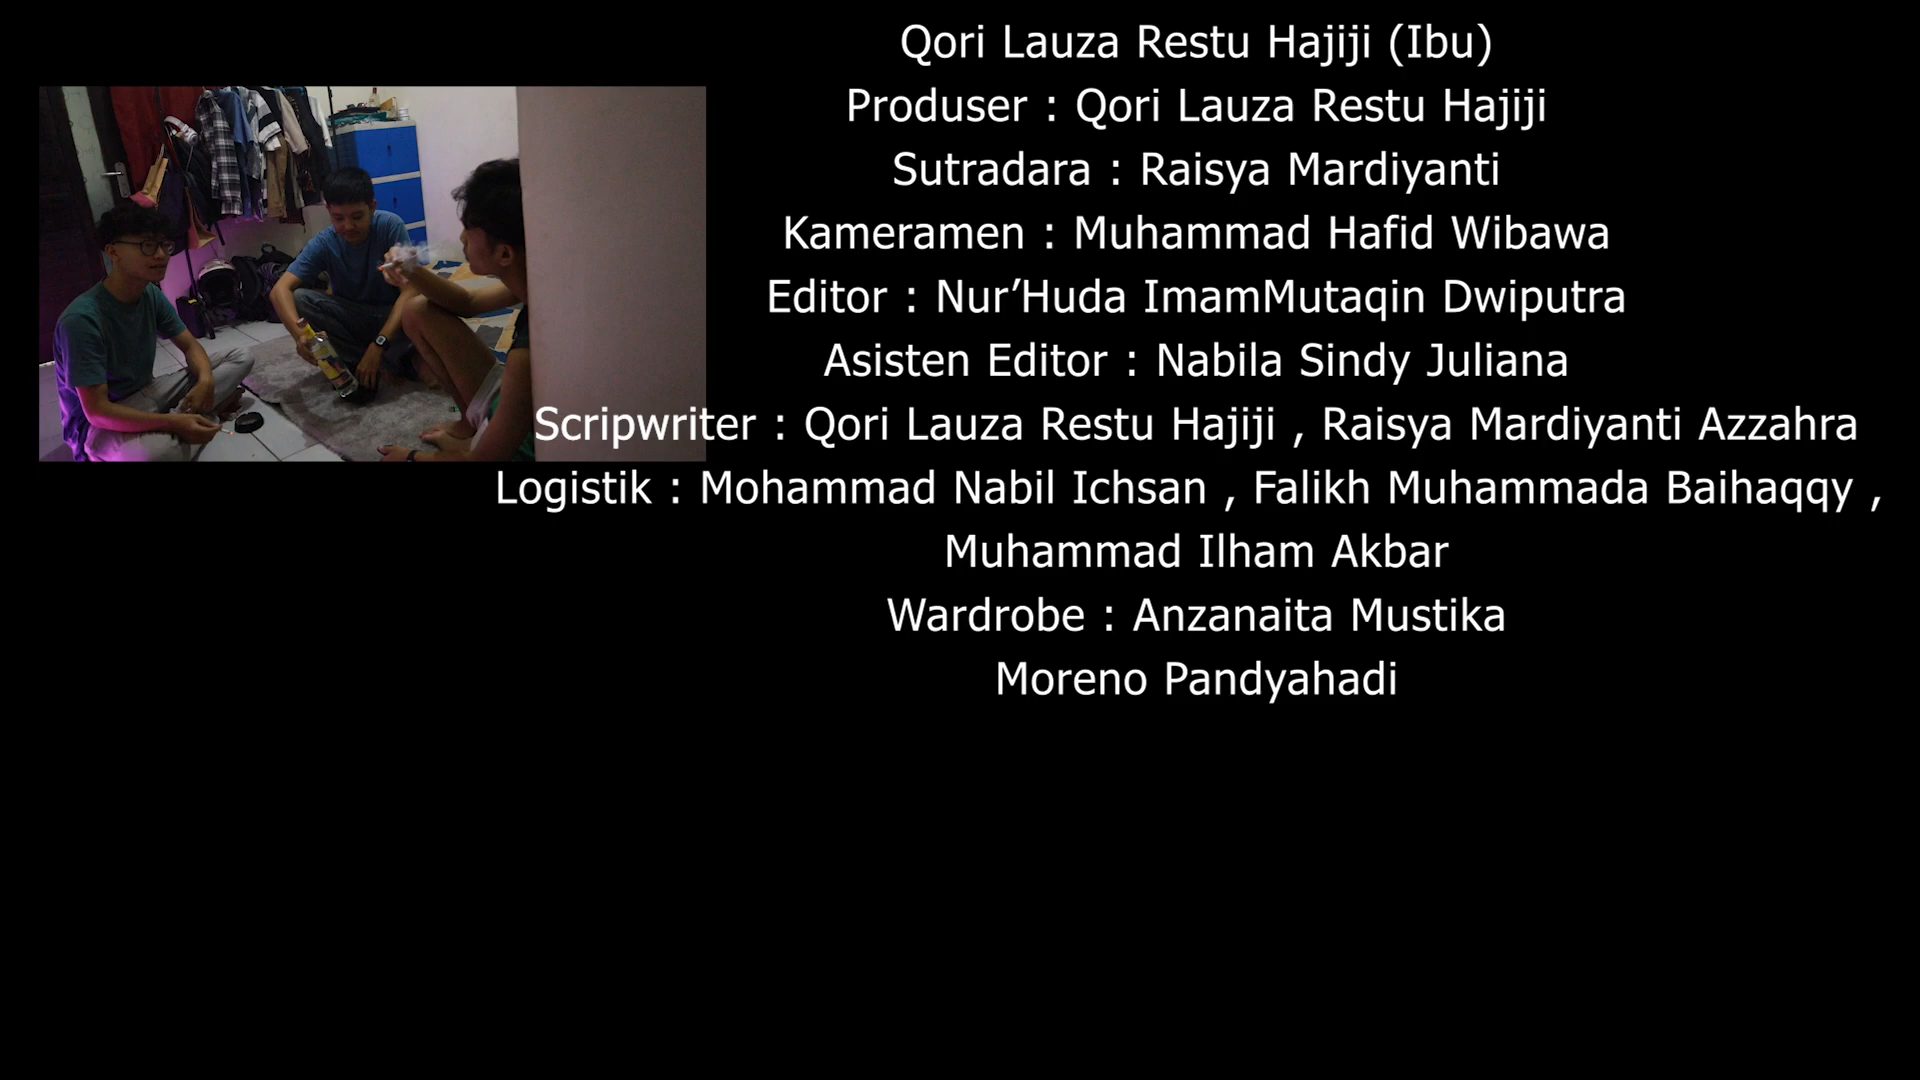 Qori Lauza Restu Hajiji (Ibu)
Produser : Qori Lauza Restu Hajiji
Sutradara : Raisya Mardiyanti
Kameramen : Muhammad Hafid Wibawa
Editor : Nur’Huda ImamMutaqin Dwiputra
Asisten Editor : Nabila Sindy Juliana
Scripwriter : Qori Lauza Restu Hajiji , Raisya Mardiyanti Azzahra
Logistik : Mohammad Nabil Ichsan , Falikh Muhammada Baihaqqy ,
Muhammad Ilham Akbar
Wardrobe : Anzanaita Mustika
Moreno Pandyahadi